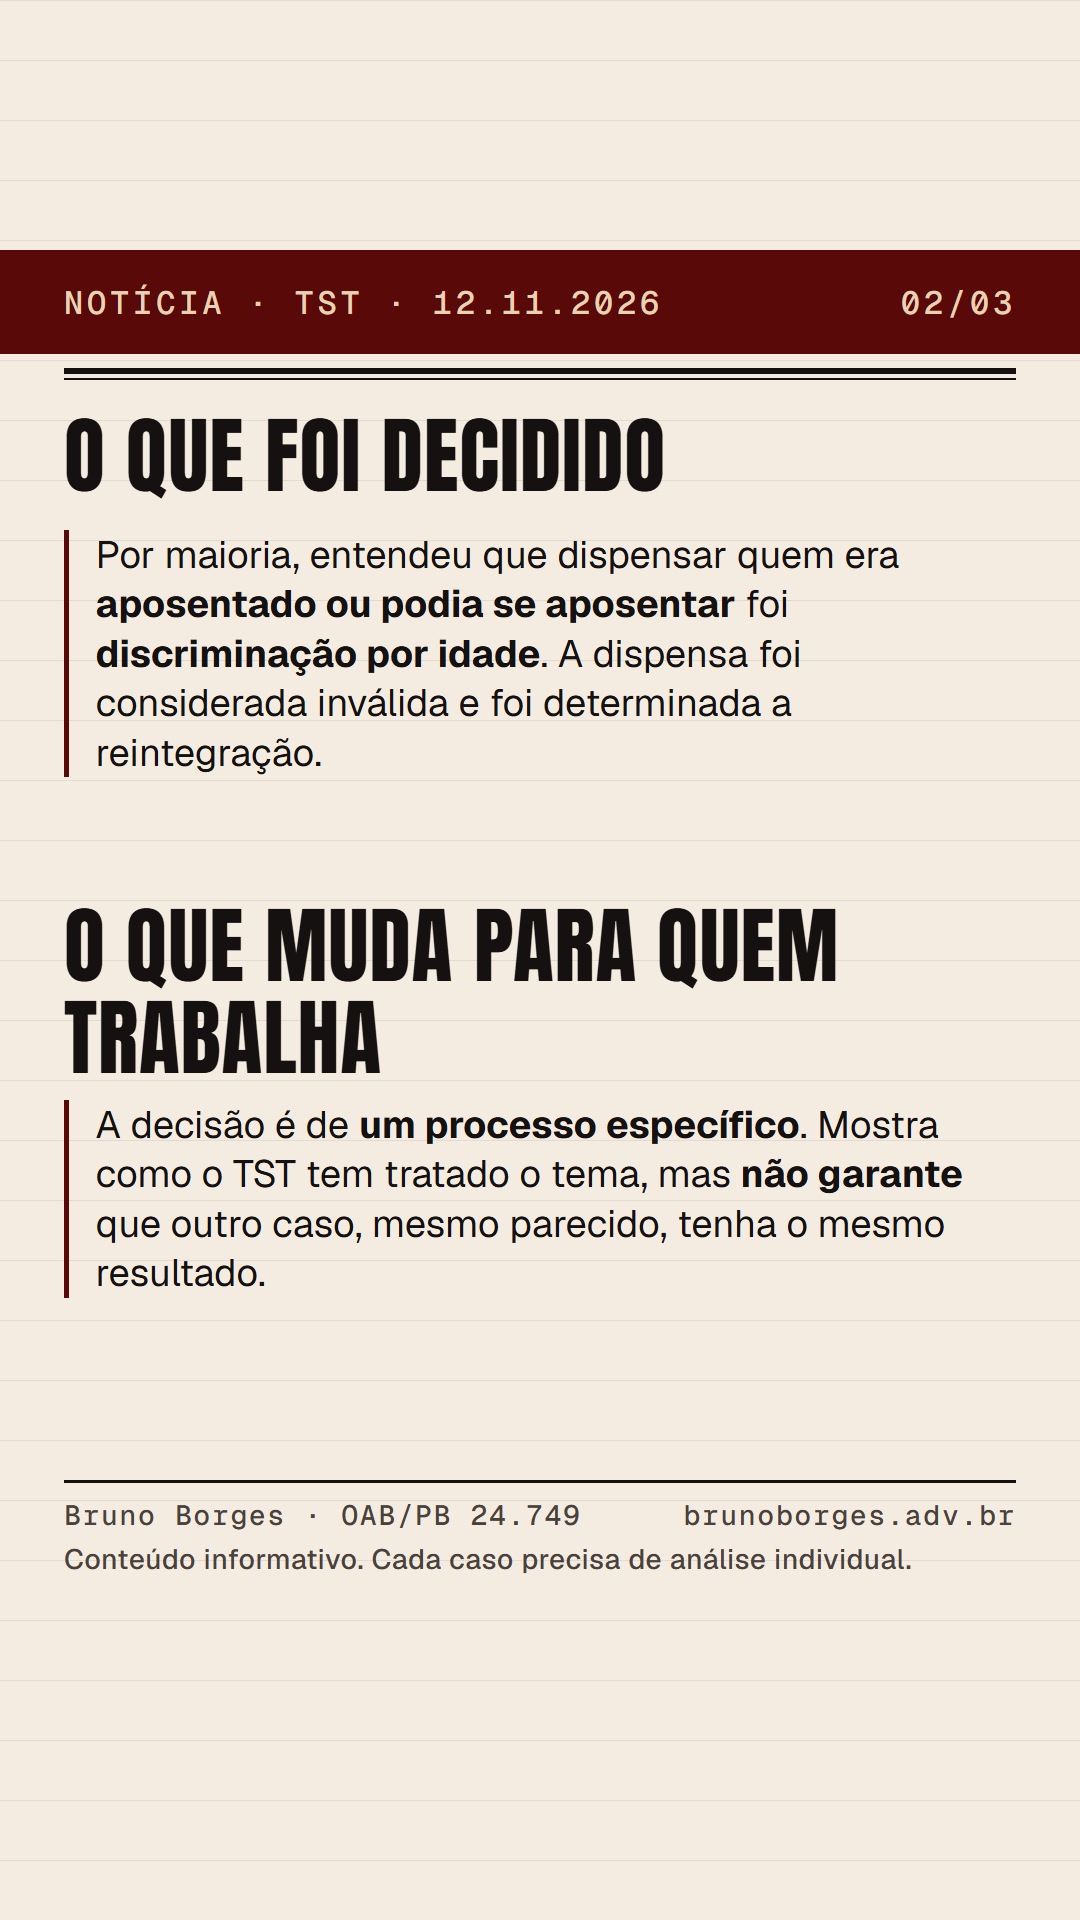 NOTÍCIA · TST · 12.11.2026 02/03
O QUE FOI DECIDIDO
Por maioria, entendeu que dispensar quem era
aposentado ou podia se aposentar foi
discriminação por idade. A dispensa foi
considerada inválida e foi determinada a
reintegração.
O QUE MUDA PARA QUEM
TRABALHA
A decisão é de um processo específico. Mostra
como o TST tem tratado o tema, mas não garante
que outro caso, mesmo parecido, tenha o mesmo
resultado.
Bruno Borges · OAB/PB 24.749 brunoborges.adv.br
Conteúdo informativo. Cada caso precisa de análise individual.